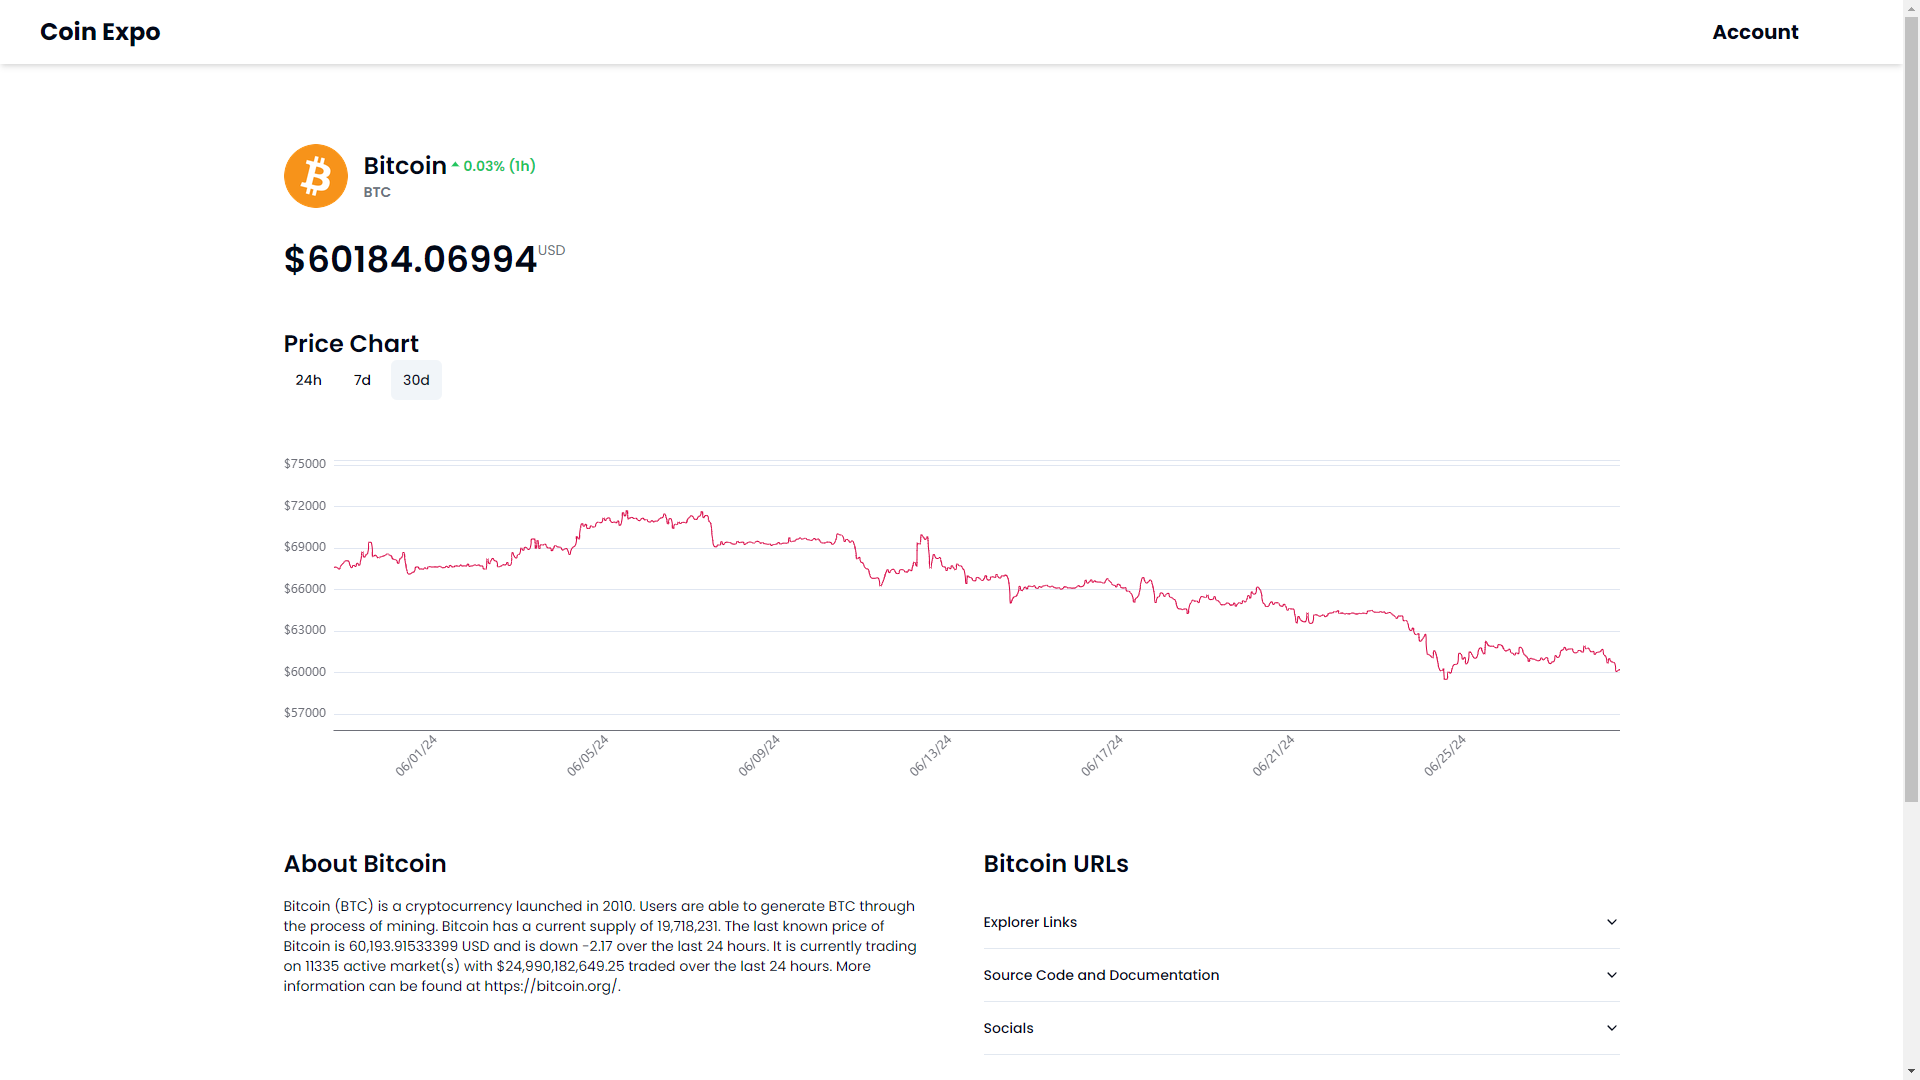 Coin Expo
Account
Bitcoin 0.03% (1h)
BTC
$60184.06994 USD
Price Chart
24h 7d 30d
$75000
$72000
$69000
$66000
$63000
$60000
$57000
06/01/24 06/05/24 06/09/24 06/13/24 06/17/24 06/21/24 06/25/24
About Bitcoin
Bitcoin (BTC) is a cryptocurrency launched in 2010. Users are able to generate BTC through
the process of mining. Bitcoin has a current supply of 19,718,231. The last known price of
Bitcoin is 60,193.91533399 USD and is down -2.17 over the last 24 hours. It is currently trading
on 11335 active market(s) with $24,990,182,649.25 traded over the last 24 hours. More
information can be found at https://bitcoin.org/.
Bitcoin URLs
Explorer Links
Source Code and Documentation
Socials